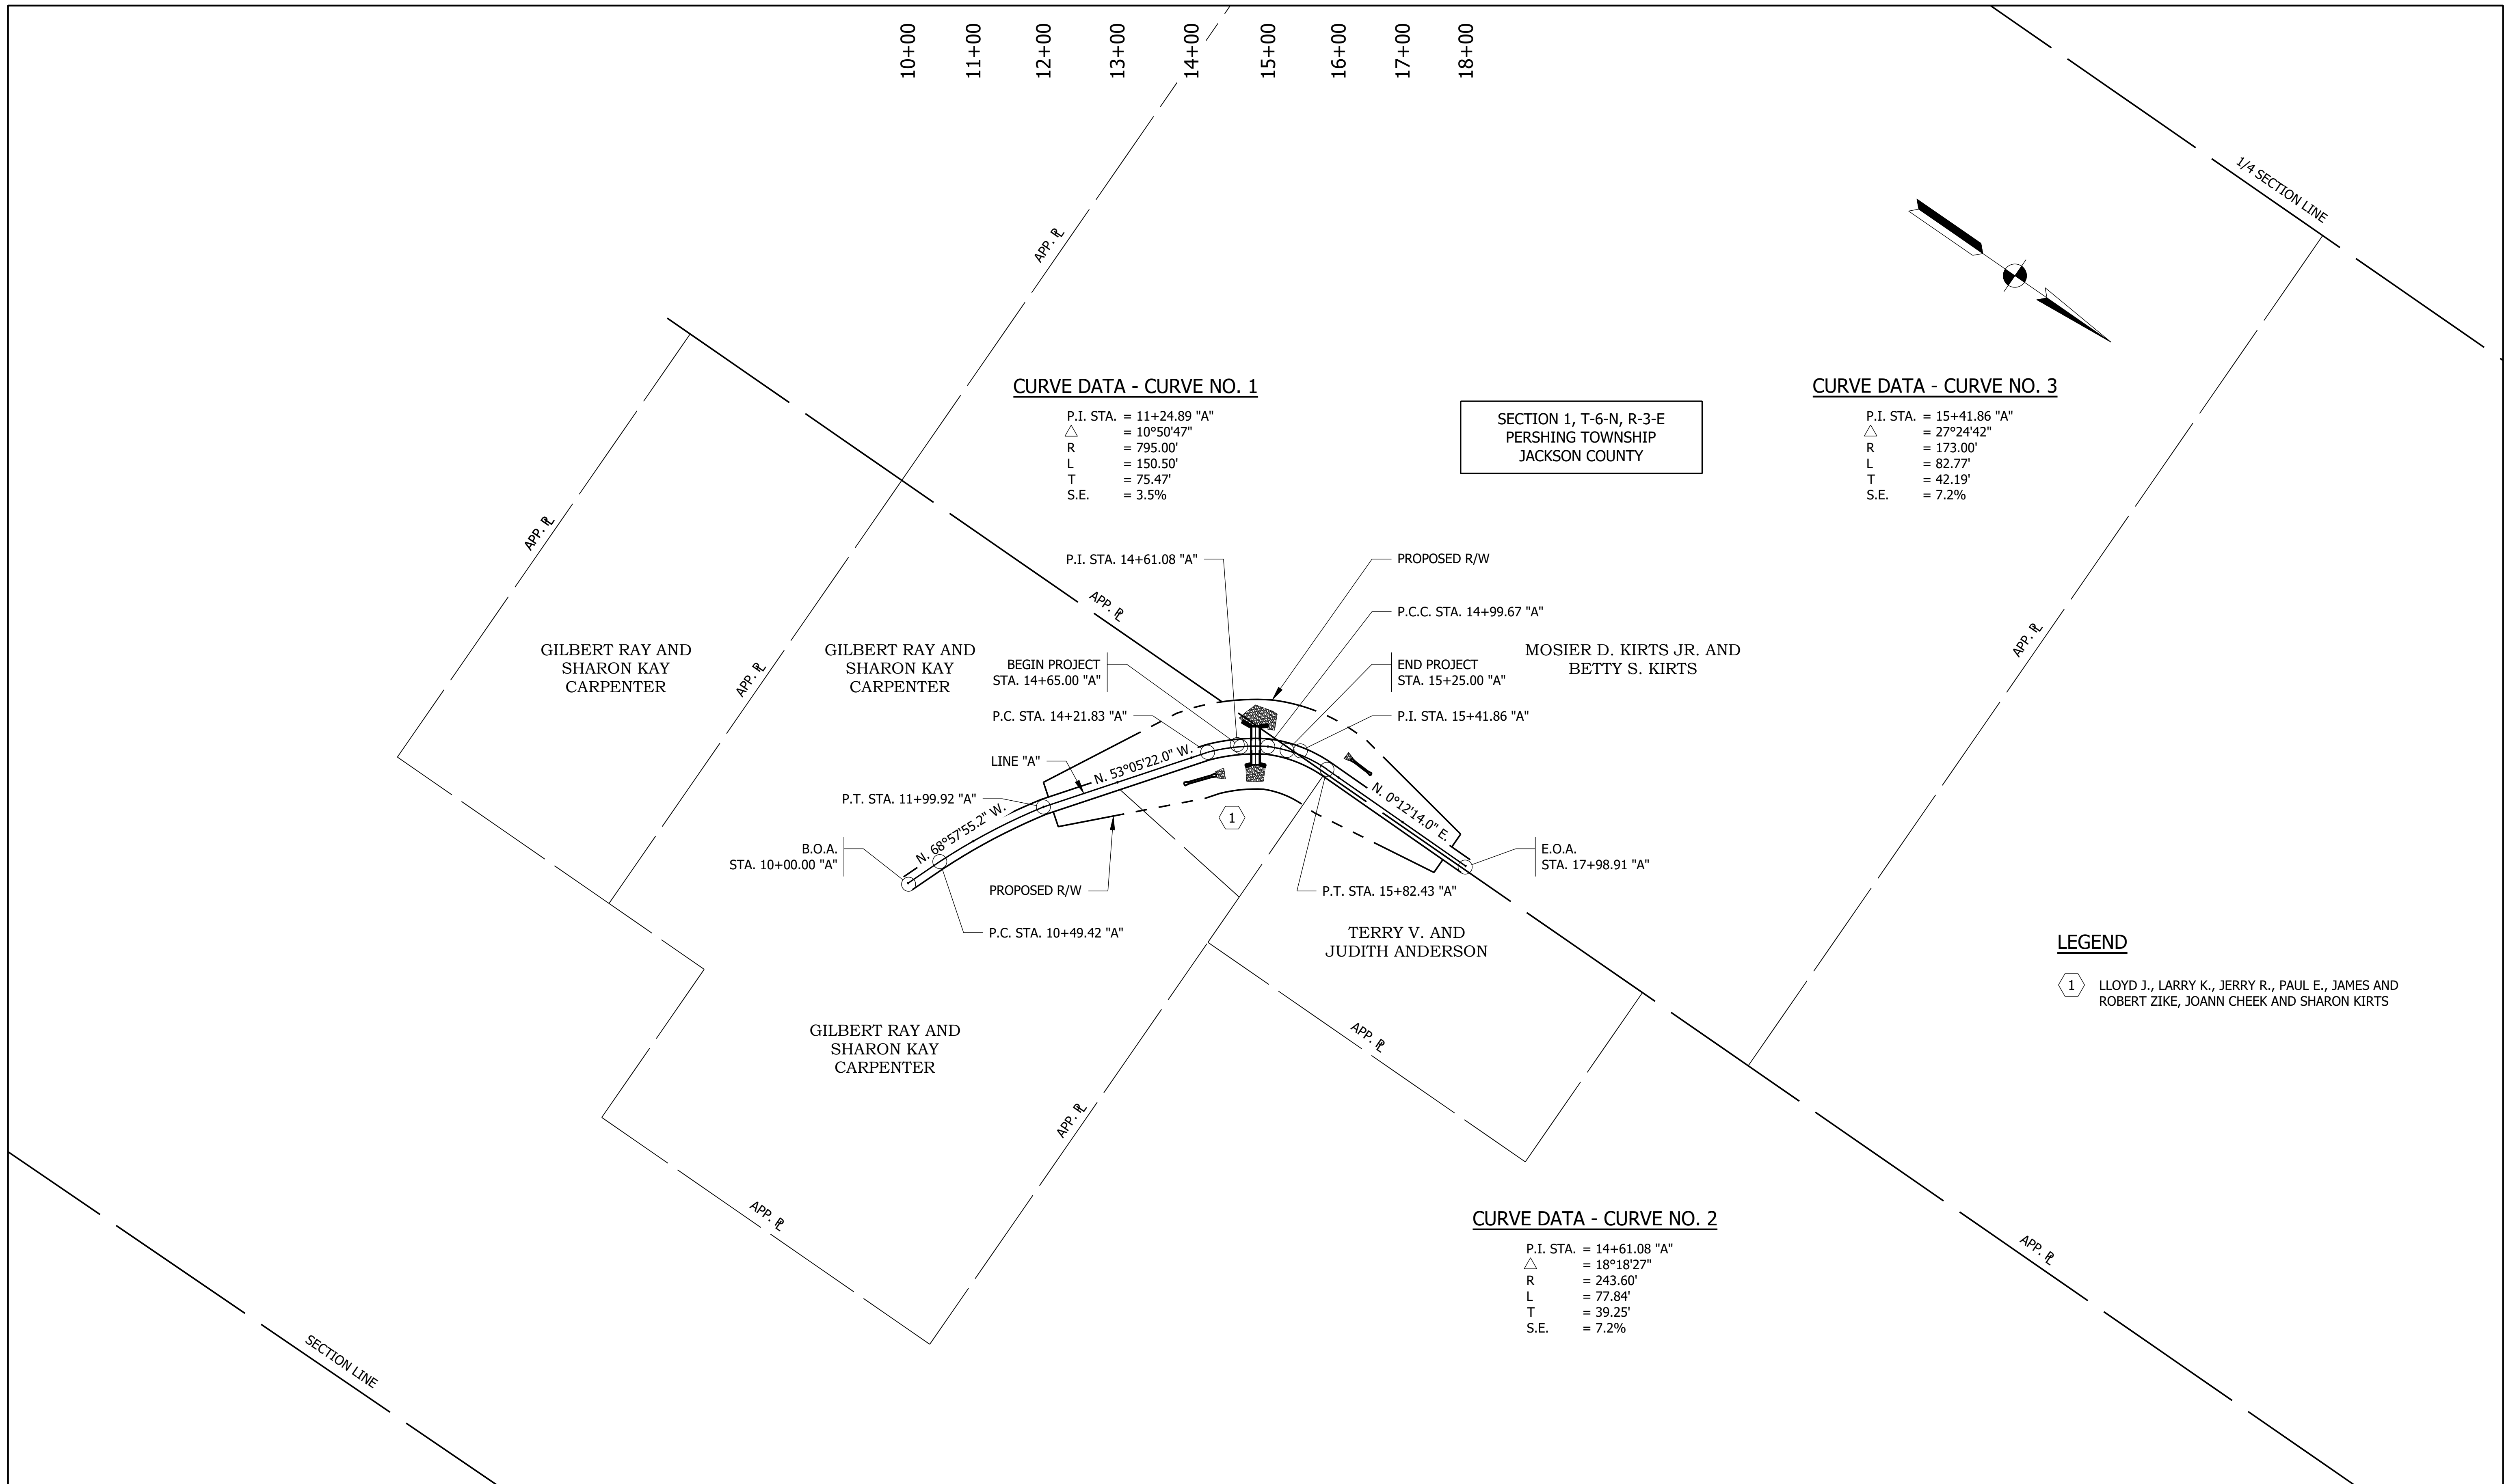 10+00
11+00
12+00
13+00
14+00
15+00
16+00
17+00
18+00
1/4 SECTION LINE
APP. ℄
CURVE DATA - CURVE NO. 1
P.I. STA. = 11+24.89 "A"
△ = 10°50'47"
R = 795.00'
L = 150.50'
T = 75.47'
S.E. = 3.5%
SECTION 1, T-6-N, R-3-E
PERSHING TOWNSHIP
JACKSON COUNTY
CURVE DATA - CURVE NO. 3
P.I. STA. = 15+41.86 "A"
△ = 27°24'42"
R = 173.00'
L = 82.77'
T = 42.19'
S.E. = 7.2%
APP. PL
P.I. STA. 14+61.08 "A"
PROPOSED R/W
APP. PL
P.C.C. STA. 14+99.67 "A"
GILBERT RAY AND
SHARON KAY
CARPENTER
GILBERT RAY AND
SHARON KAY
CARPENTER
MOSIER D. KIRTS JR. AND
BETTY S. KIRTS
APP. PL
APP. PL
BEGIN PROJECT
STA. 14+65.00 "A"
END PROJECT
STA. 15+25.00 "A"
P.C. STA. 14+21.83 "A"
P.I. STA. 15+41.86 "A"
LINE "A"
N. 53°05'22.0" W.
P.T. STA. 11+99.92 "A"
N. 68°57'55.2" W.
1
N. 0°12'14.0" E.
B.O.A.
STA. 10+00.00 "A"
E.O.A.
STA. 17+98.91 "A"
PROPOSED R/W
P.T. STA. 15+82.43 "A"
P.C. STA. 10+49.42 "A"
TERRY V. AND
JUDITH ANDERSON
LEGEND
1 LLOYD J., LARRY K., JERRY R., PAUL E., JAMES AND
ROBERT ZIKE, JOANN CHEEK AND SHARON KIRTS
GILBERT RAY AND
SHARON KAY
CARPENTER
APP. PL
APP. PL
APP. PL
CURVE DATA - CURVE NO. 2
P.I. STA. = 14+61.08 "A"
△ = 18°18'27"
R = 243.60'
L = 77.84'
T = 39.25'
S.E. = 7.2%
APP. PL
SECTION LINE